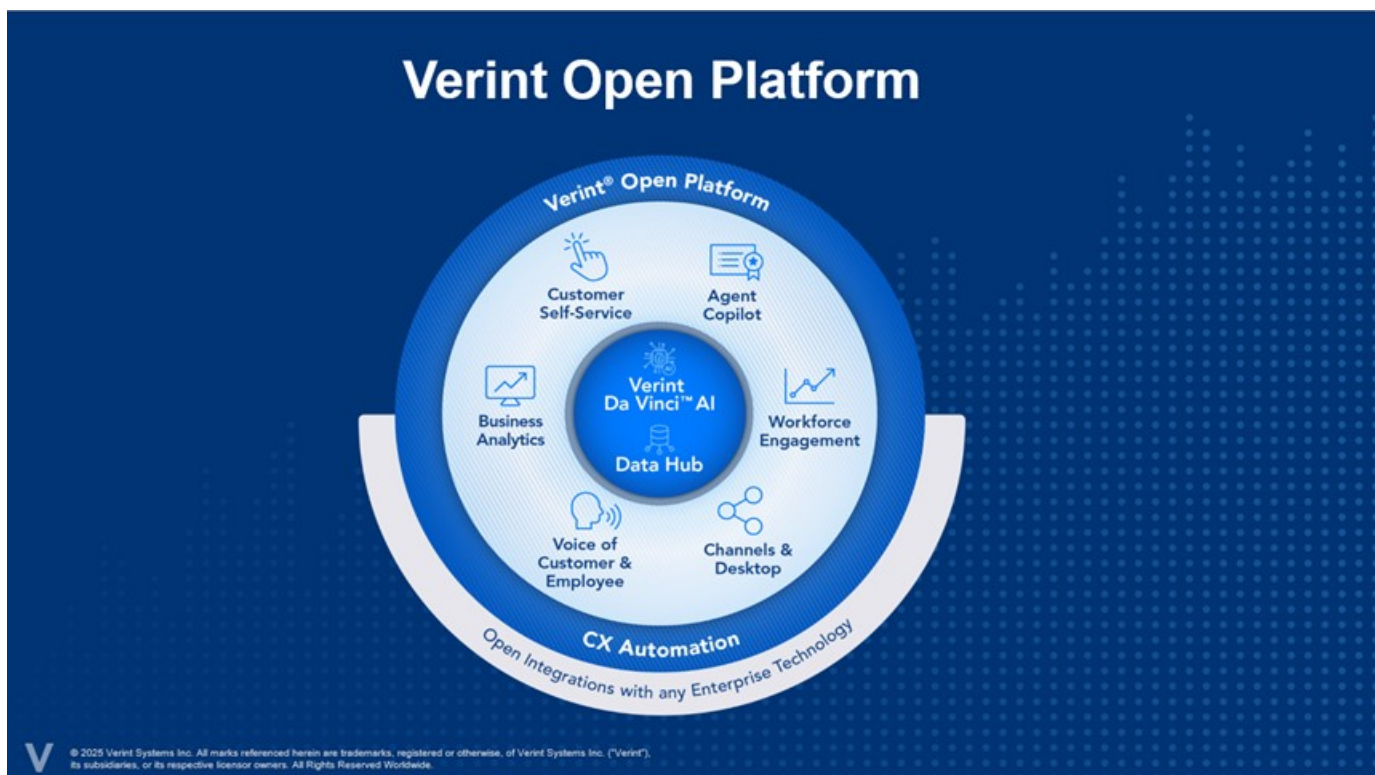 Verint Open Platform
Verint® Open Platform
Customer
Self-Service
Agent
Copilot
Business
Analytics
Verint
Da Vinci™ AI
Data Hub
Workforce
Engagement
Voice of
Customer &
Employee
Channels &
Desktop
CX Automation
Open Integrations with any Enterprise Technology
© 2025 Verint Systems Inc. All marks referenced herein are trademarks, registered or otherwise, of Verint Systems Inc. ("Verint"),
its subsidiaries, or its respective licensor owners. All Rights Reserved Worldwide.